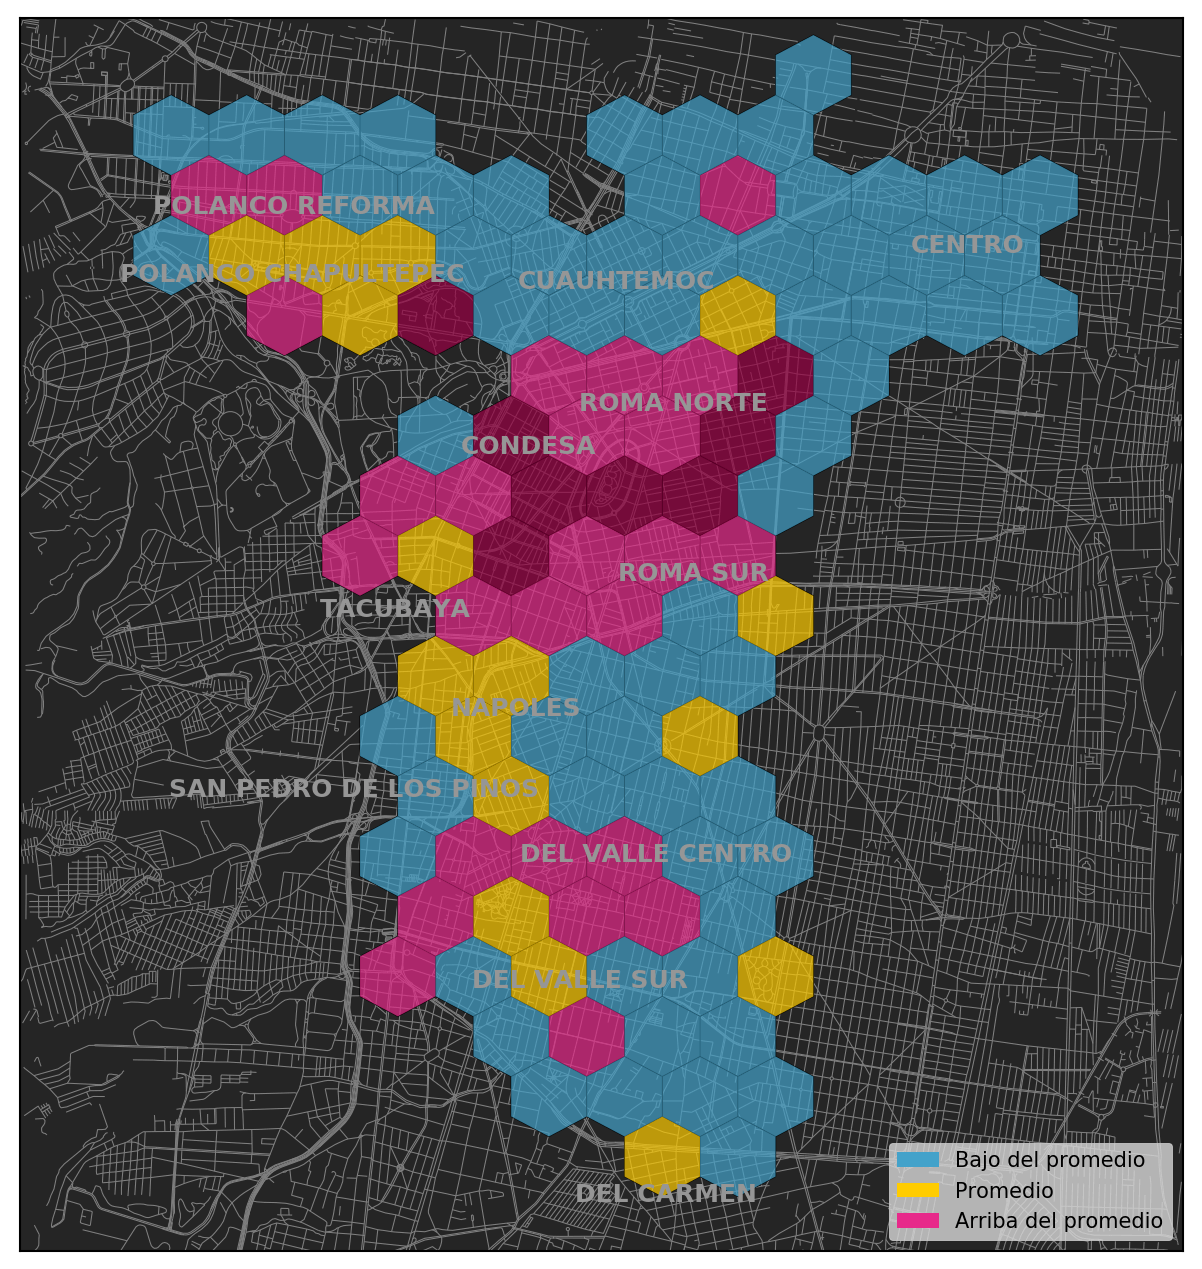 POLANCO REFORMA
CENTRO
POLANCO CHAPULTEPEC
CUAUHTEMOC
ROMA NORTE
CONDESA
ROMA SUR
TACUBAYA
NAPOLES
SAN PEDRO DE LOS PINOS
DEL VALLE CENTRO
DEL VALLE SUR
DEL CARMEN
Bajo del promedio
Promedio
Arriba del promedio